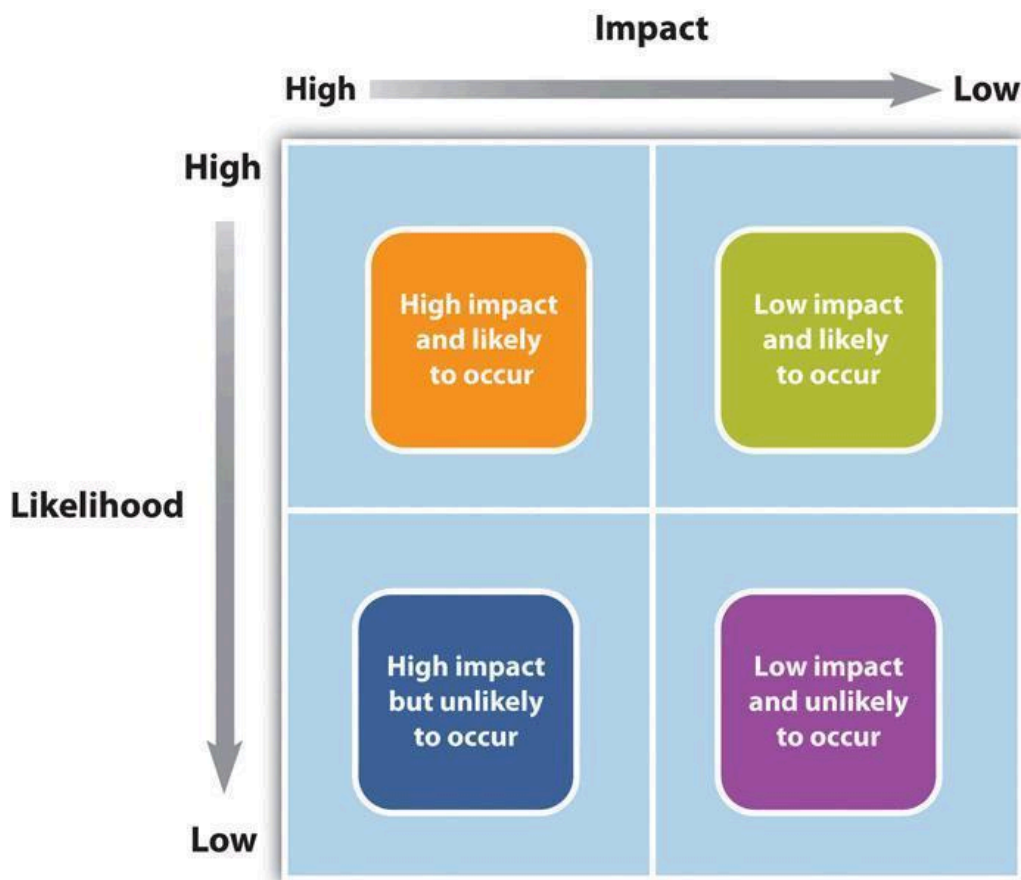 Impact
High
Low
High
High impact
and likely
to occur
Low impact
and likely
to occur
Likelihood
High impact
but unlikely
to occur
Low impact
and unlikely
to occur
Low